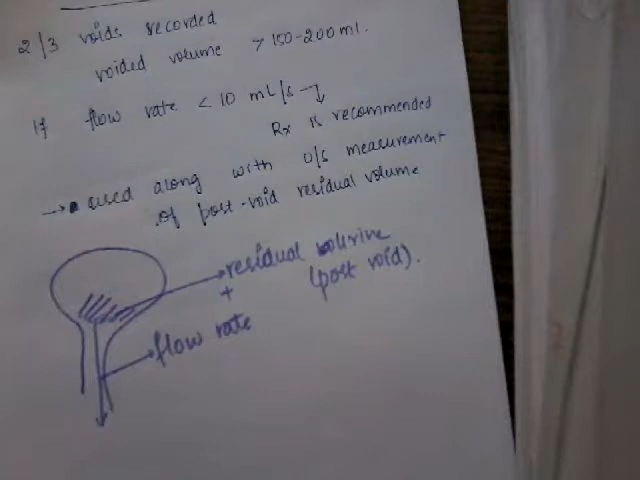 2/3 voids recorded
voided volume > 150-200 ml.
If flow rate < 10 mL/s →
Rx is recommended
→ used along with u/s measurement
of post-void residual volume
residual urine
(post void).
+
flow rate